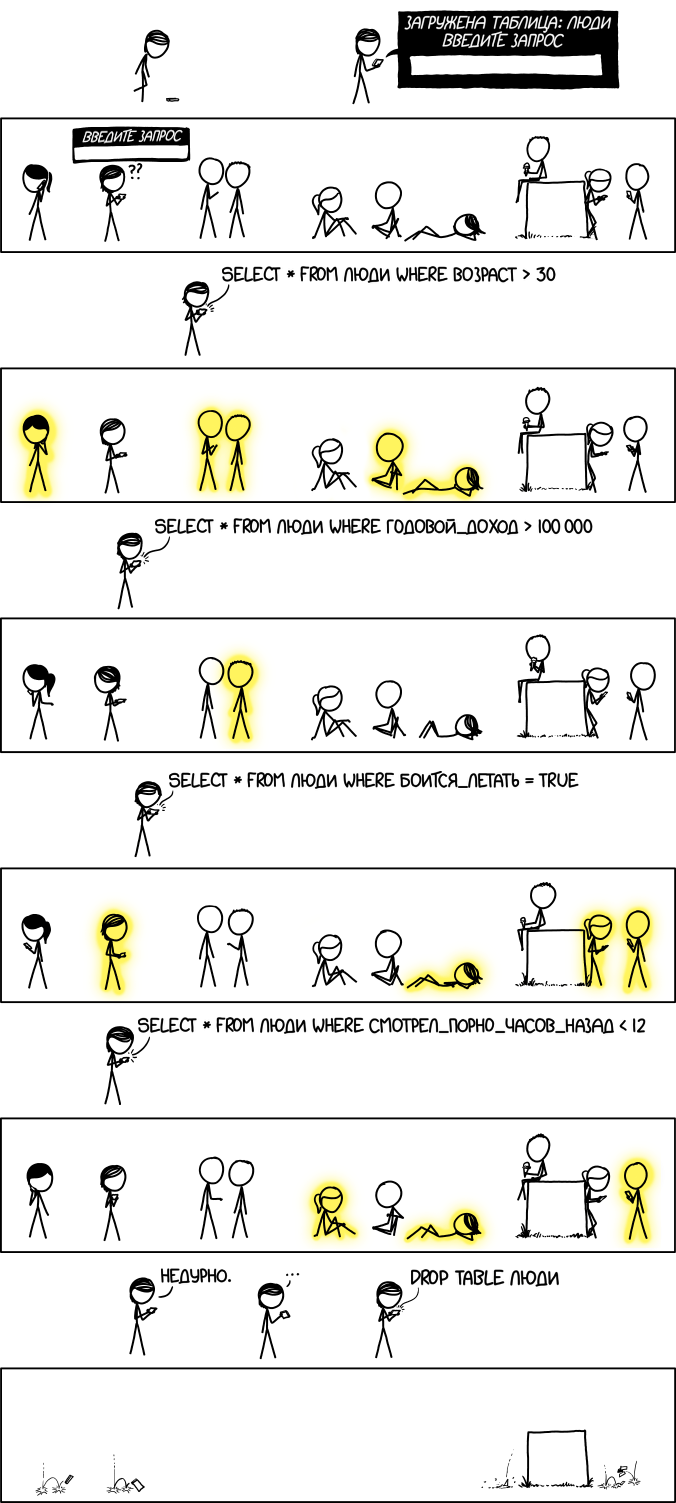 ЗАГРУЖЕНА ТАБЛИЦА: ЛЮДИ
ВВЕДИТЕ ЗАПРОС
ВВЕДИТЕ ЗАПРОС
??
SELECT * FROM ЛЮДИ WHERE ВОЗРАСТ > 30
SELECT * FROM ЛЮДИ WHERE ГОДОВОЙ_ДОХОД > 100 000
SELECT * FROM ЛЮДИ WHERE БОИТСЯ_ЛЕТАТЬ = TRUE
SELECT * FROM ЛЮДИ WHERE СМОТРЕЛ_ПОРНО_ЧАСОВ_НАЗАД < 12
НЕДУРНО.
...
DROP TABLE ЛЮДИ